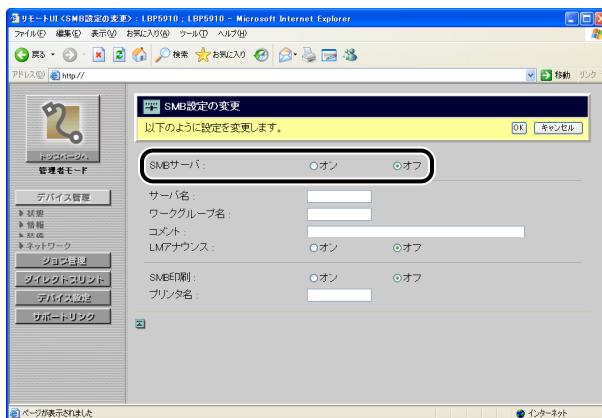 リモートUI <SMB設定の変更> : LBP5910 ; LBP5910 - Microsoft Internet Explorer
ファイル(F) 編集(E) 表示(V) お気に入り(A) ツール(T) ヘルプ(H)
戻る 検索 お気に入り
アドレス(D) http:// 移動 リンク
SMB設定の変更
以下のように設定を変更します。 OK キャンセル
トップページへ
管理者モード
デバイス管理
状態
情報
ネットワーク
ジョブ管理
ダイレクトプリント
デバイス設定
サポートリンク
SMBサーバ : オン オフ
サーバ名 :
ワークグループ名 :
コメント :
LMアナウンス : オン オフ
SMB印刷 : オン オフ
プリンタ名 :
ページが表示されました インターネット